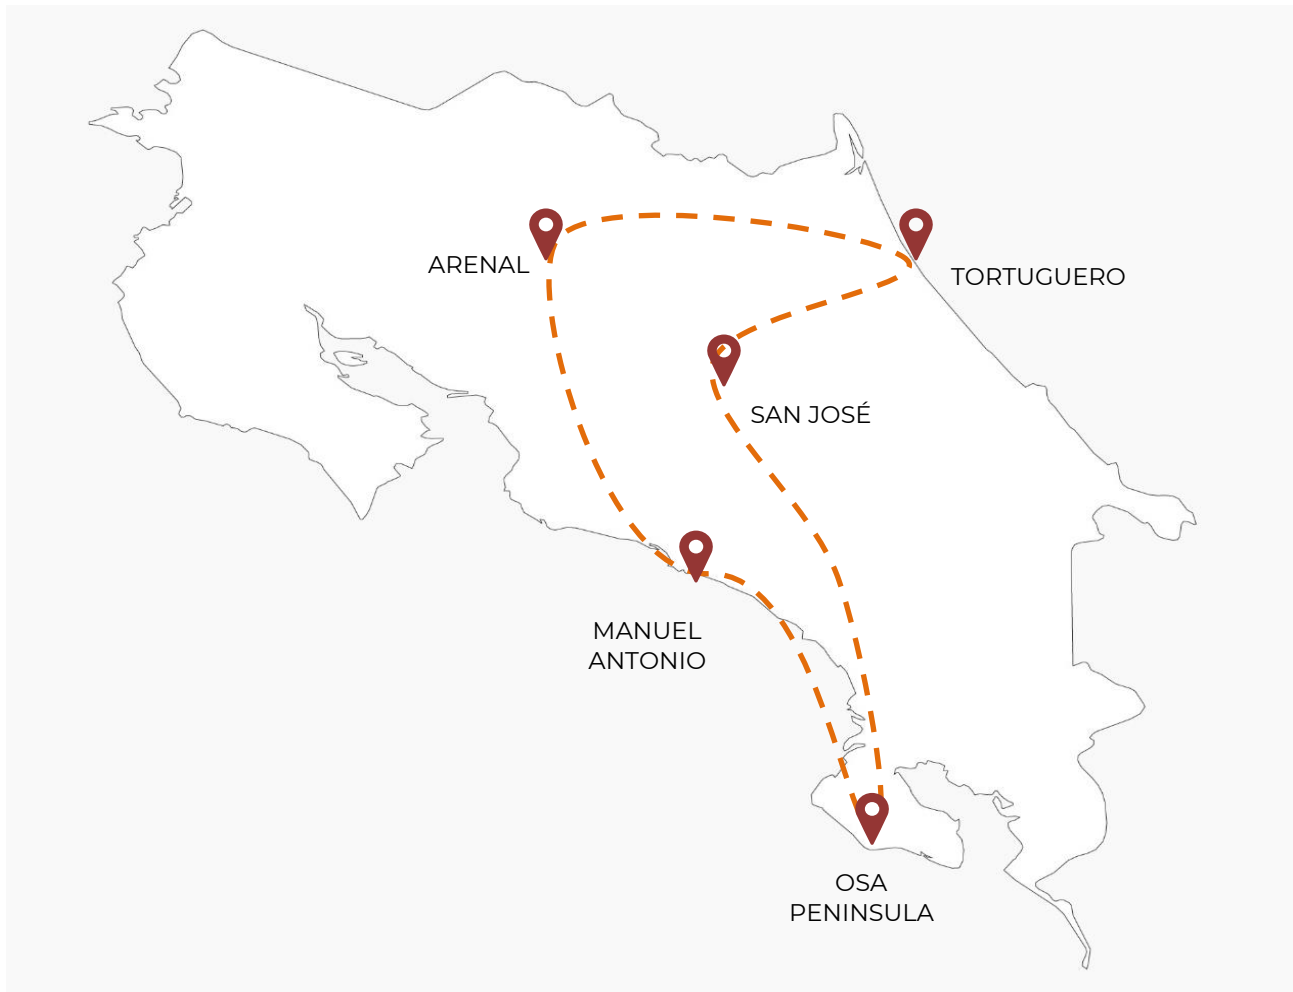 ARENAL
TORTUGUERO
SAN JOSÉ
MANUEL
ANTONIO
OSA
PENINSULA